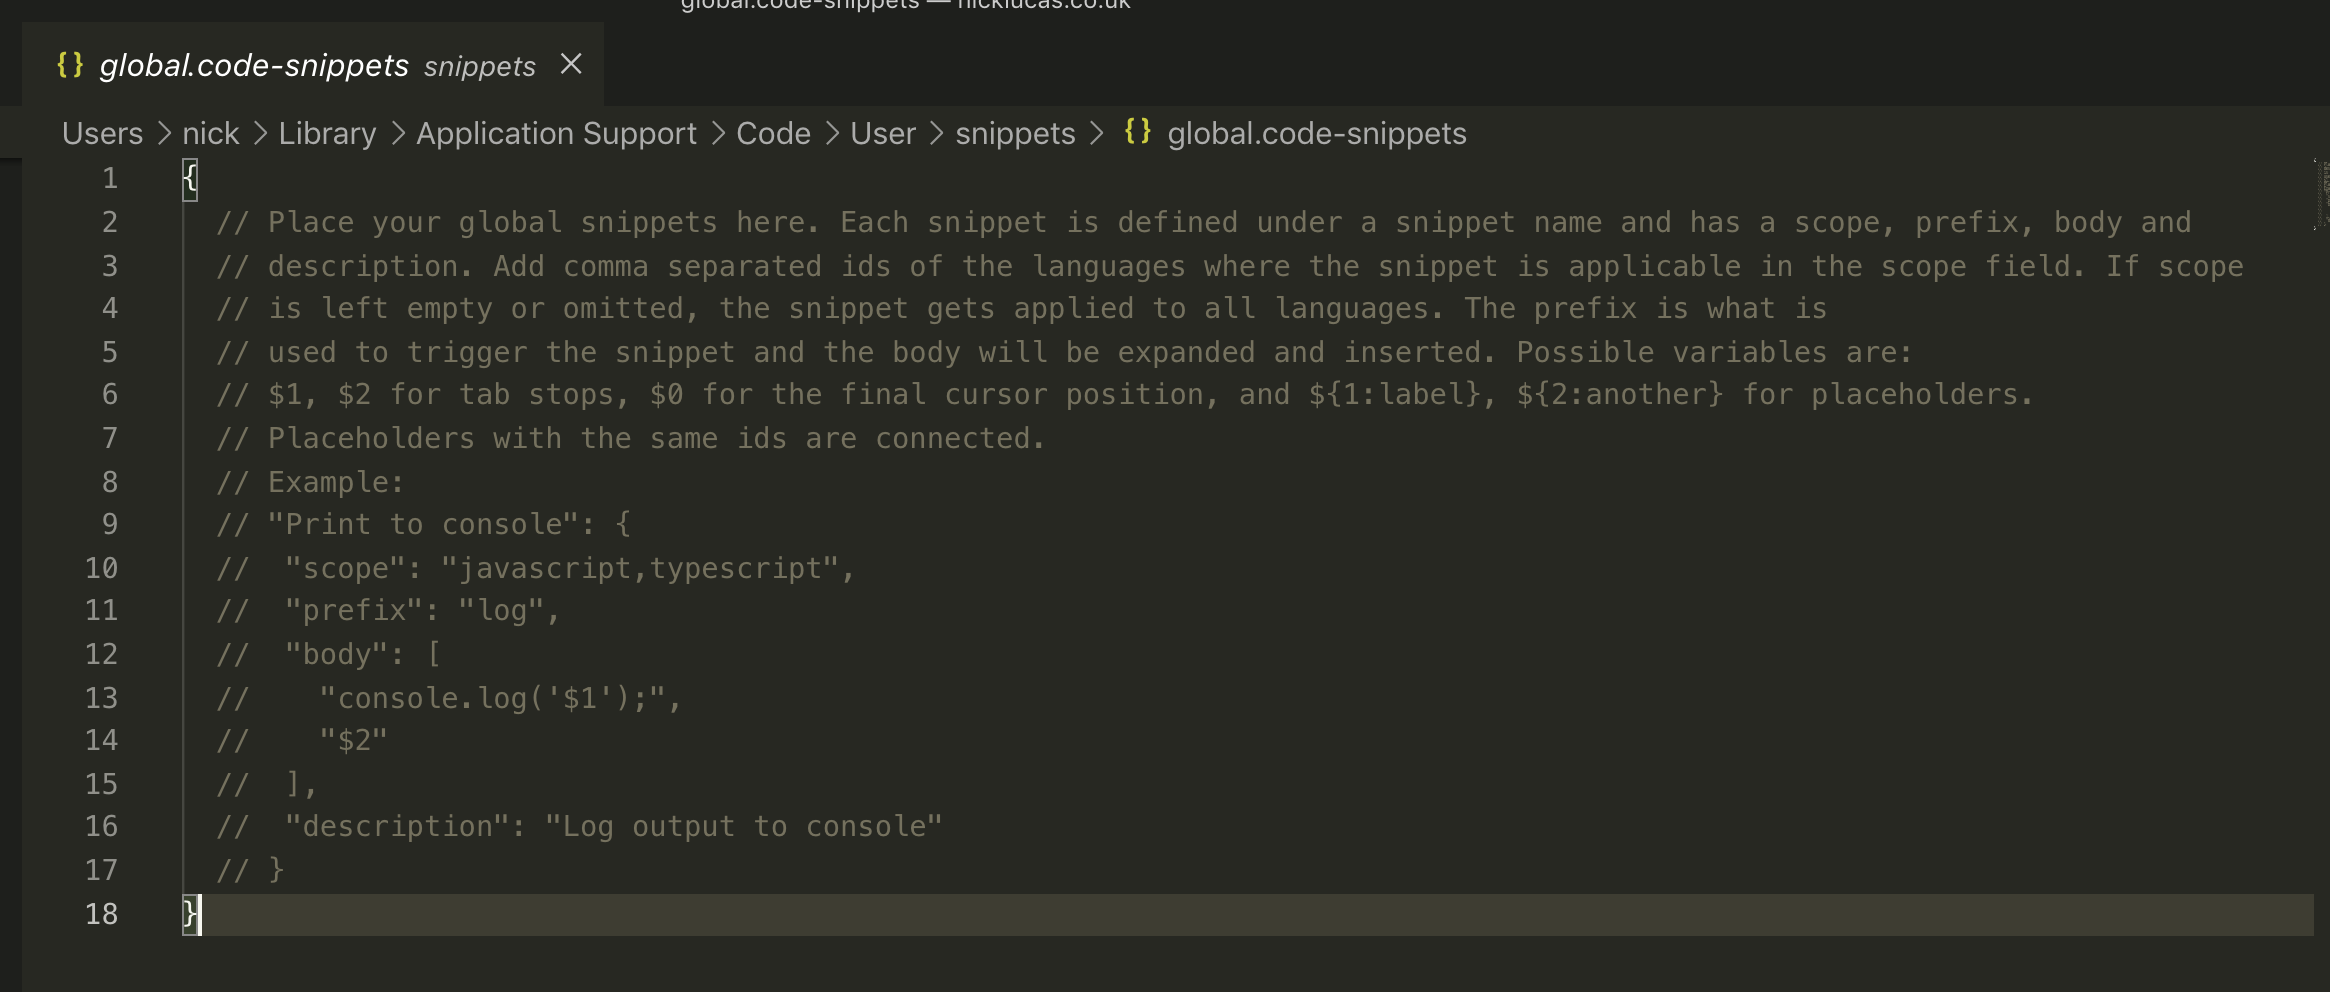 global.code-snippets — nicklucas.co.uk
{} global.code-snippets snippets ×
Users > nick > Library > Application Support > Code > User > snippets > {} global.code-snippets
1 {
2 // Place your global snippets here. Each snippet is defined under a snippet name and has a scope, prefix, body and
3 // description. Add comma separated ids of the languages where the snippet is applicable in the scope field. If scope
4 // is left empty or omitted, the snippet gets applied to all languages. The prefix is what is
5 // used to trigger the snippet and the body will be expanded and inserted. Possible variables are:
6 // $1, $2 for tab stops, $0 for the final cursor position, and ${1:label}, ${2:another} for placeholders.
7 // Placeholders with the same ids are connected.
8 // Example:
9 // "Print to console": {
10 //  "scope": "javascript,typescript",
11 //  "prefix": "log",
12 //  "body": [
13 //    "console.log('$1');",
14 //    "$2"
15 //  ],
16 //  "description": "Log output to console"
17 // }
18 }